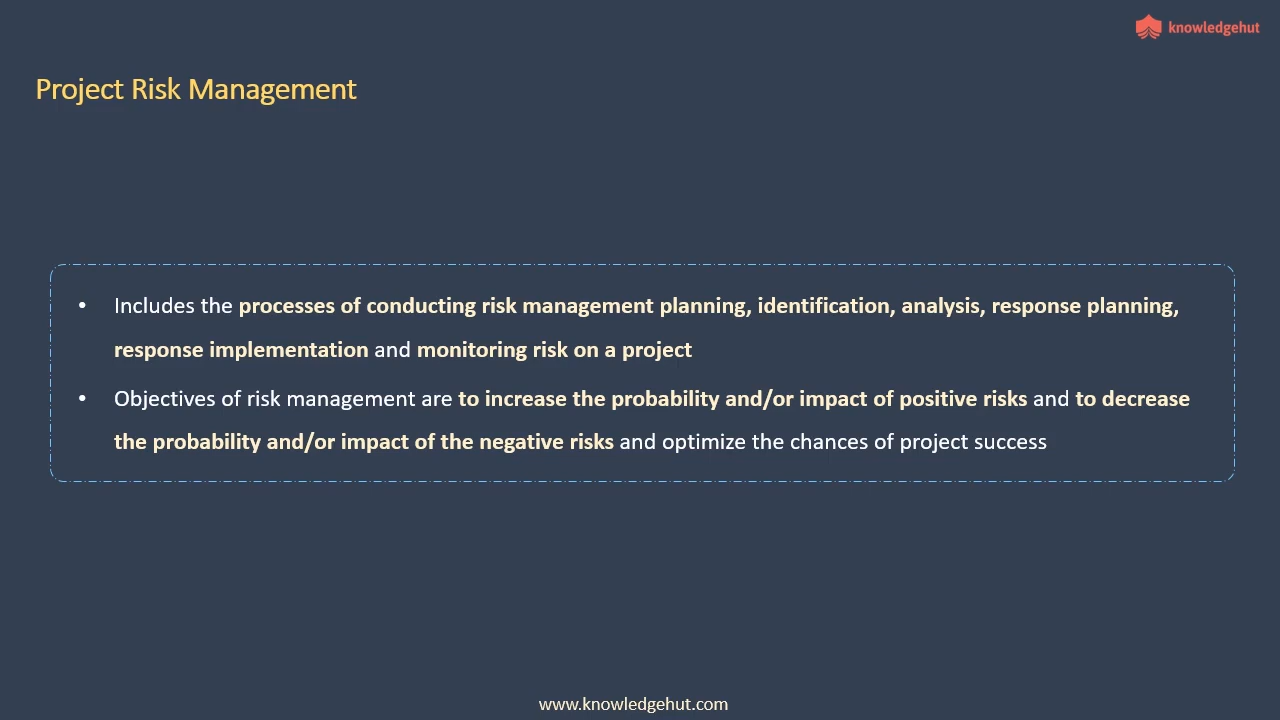 knowledgehut
Project Risk Management
• Includes the processes of conducting risk management planning, identification, analysis, response planning,
response implementation and monitoring risk on a project
• Objectives of risk management are to increase the probability and/or impact of positive risks and to decrease
the probability and/or impact of the negative risks and optimize the chances of project success
www.knowledgehut.com